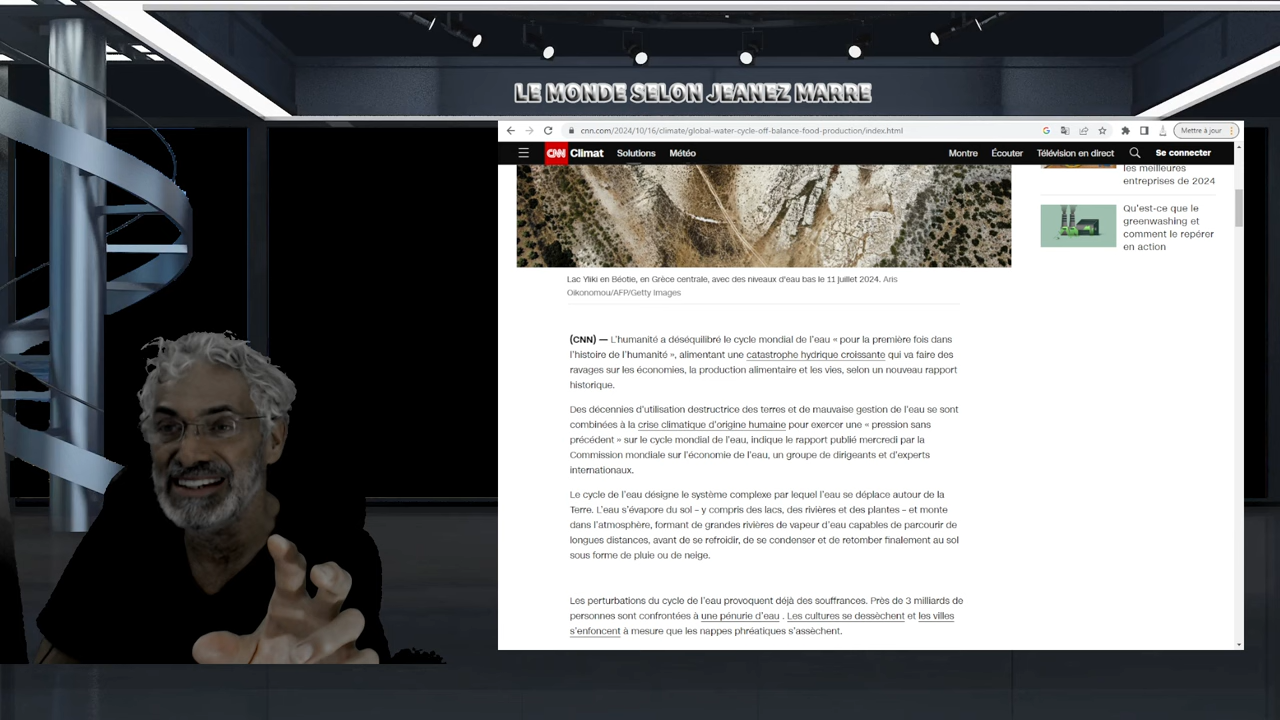 LE MONDE SELON JEANEZ MARRE
cnn.com/2024/10/16/climate/global-water-cycle-off-balance-food-production/index.html
Mettre à jour
CNN Climat Solutions Météo Montre Écouter Télévision en direct Se connecter
les meilleures
entreprises de 2024
Qu'est-ce que le
greenwashing et
comment le repérer
en action
Lac Yliki en Béotie, en Grèce centrale, avec des niveaux d'eau bas le 11 juillet 2024. Aris
Oikonomou/AFP/Getty Images
(CNN) — L'humanité a déséquilibré le cycle mondial de l'eau « pour la première fois dans
l'histoire de l'humanité », alimentant une catastrophe hydrique croissante qui va faire des
ravages sur les économies, la production alimentaire et les vies, selon un nouveau rapport
historique.
Des décennies d'utilisation destructrice des terres et de mauvaise gestion de l'eau se sont
combinées à la crise climatique d'origine humaine pour exercer une « pression sans
précédent » sur le cycle mondial de l'eau, indique le rapport publié mercredi par la
Commission mondiale sur l'économie de l'eau, un groupe de dirigeants et d'experts
internationaux.
Le cycle de l'eau désigne le système complexe par lequel l'eau se déplace autour de la
Terre. L'eau s'évapore du sol – y compris des lacs, des rivières et des plantes – et monte
dans l'atmosphère, formant de grandes rivières de vapeur d'eau capables de parcourir de
longues distances, avant de se refroidir, de se condenser et de retomber finalement au sol
sous forme de pluie ou de neige.
Les perturbations du cycle de l'eau provoquent déjà des souffrances. Près de 3 milliards de
personnes sont confrontées à une pénurie d'eau . Les cultures se dessèchent et les villes
s'enfoncent à mesure que les nappes phréatiques s'assèchent.